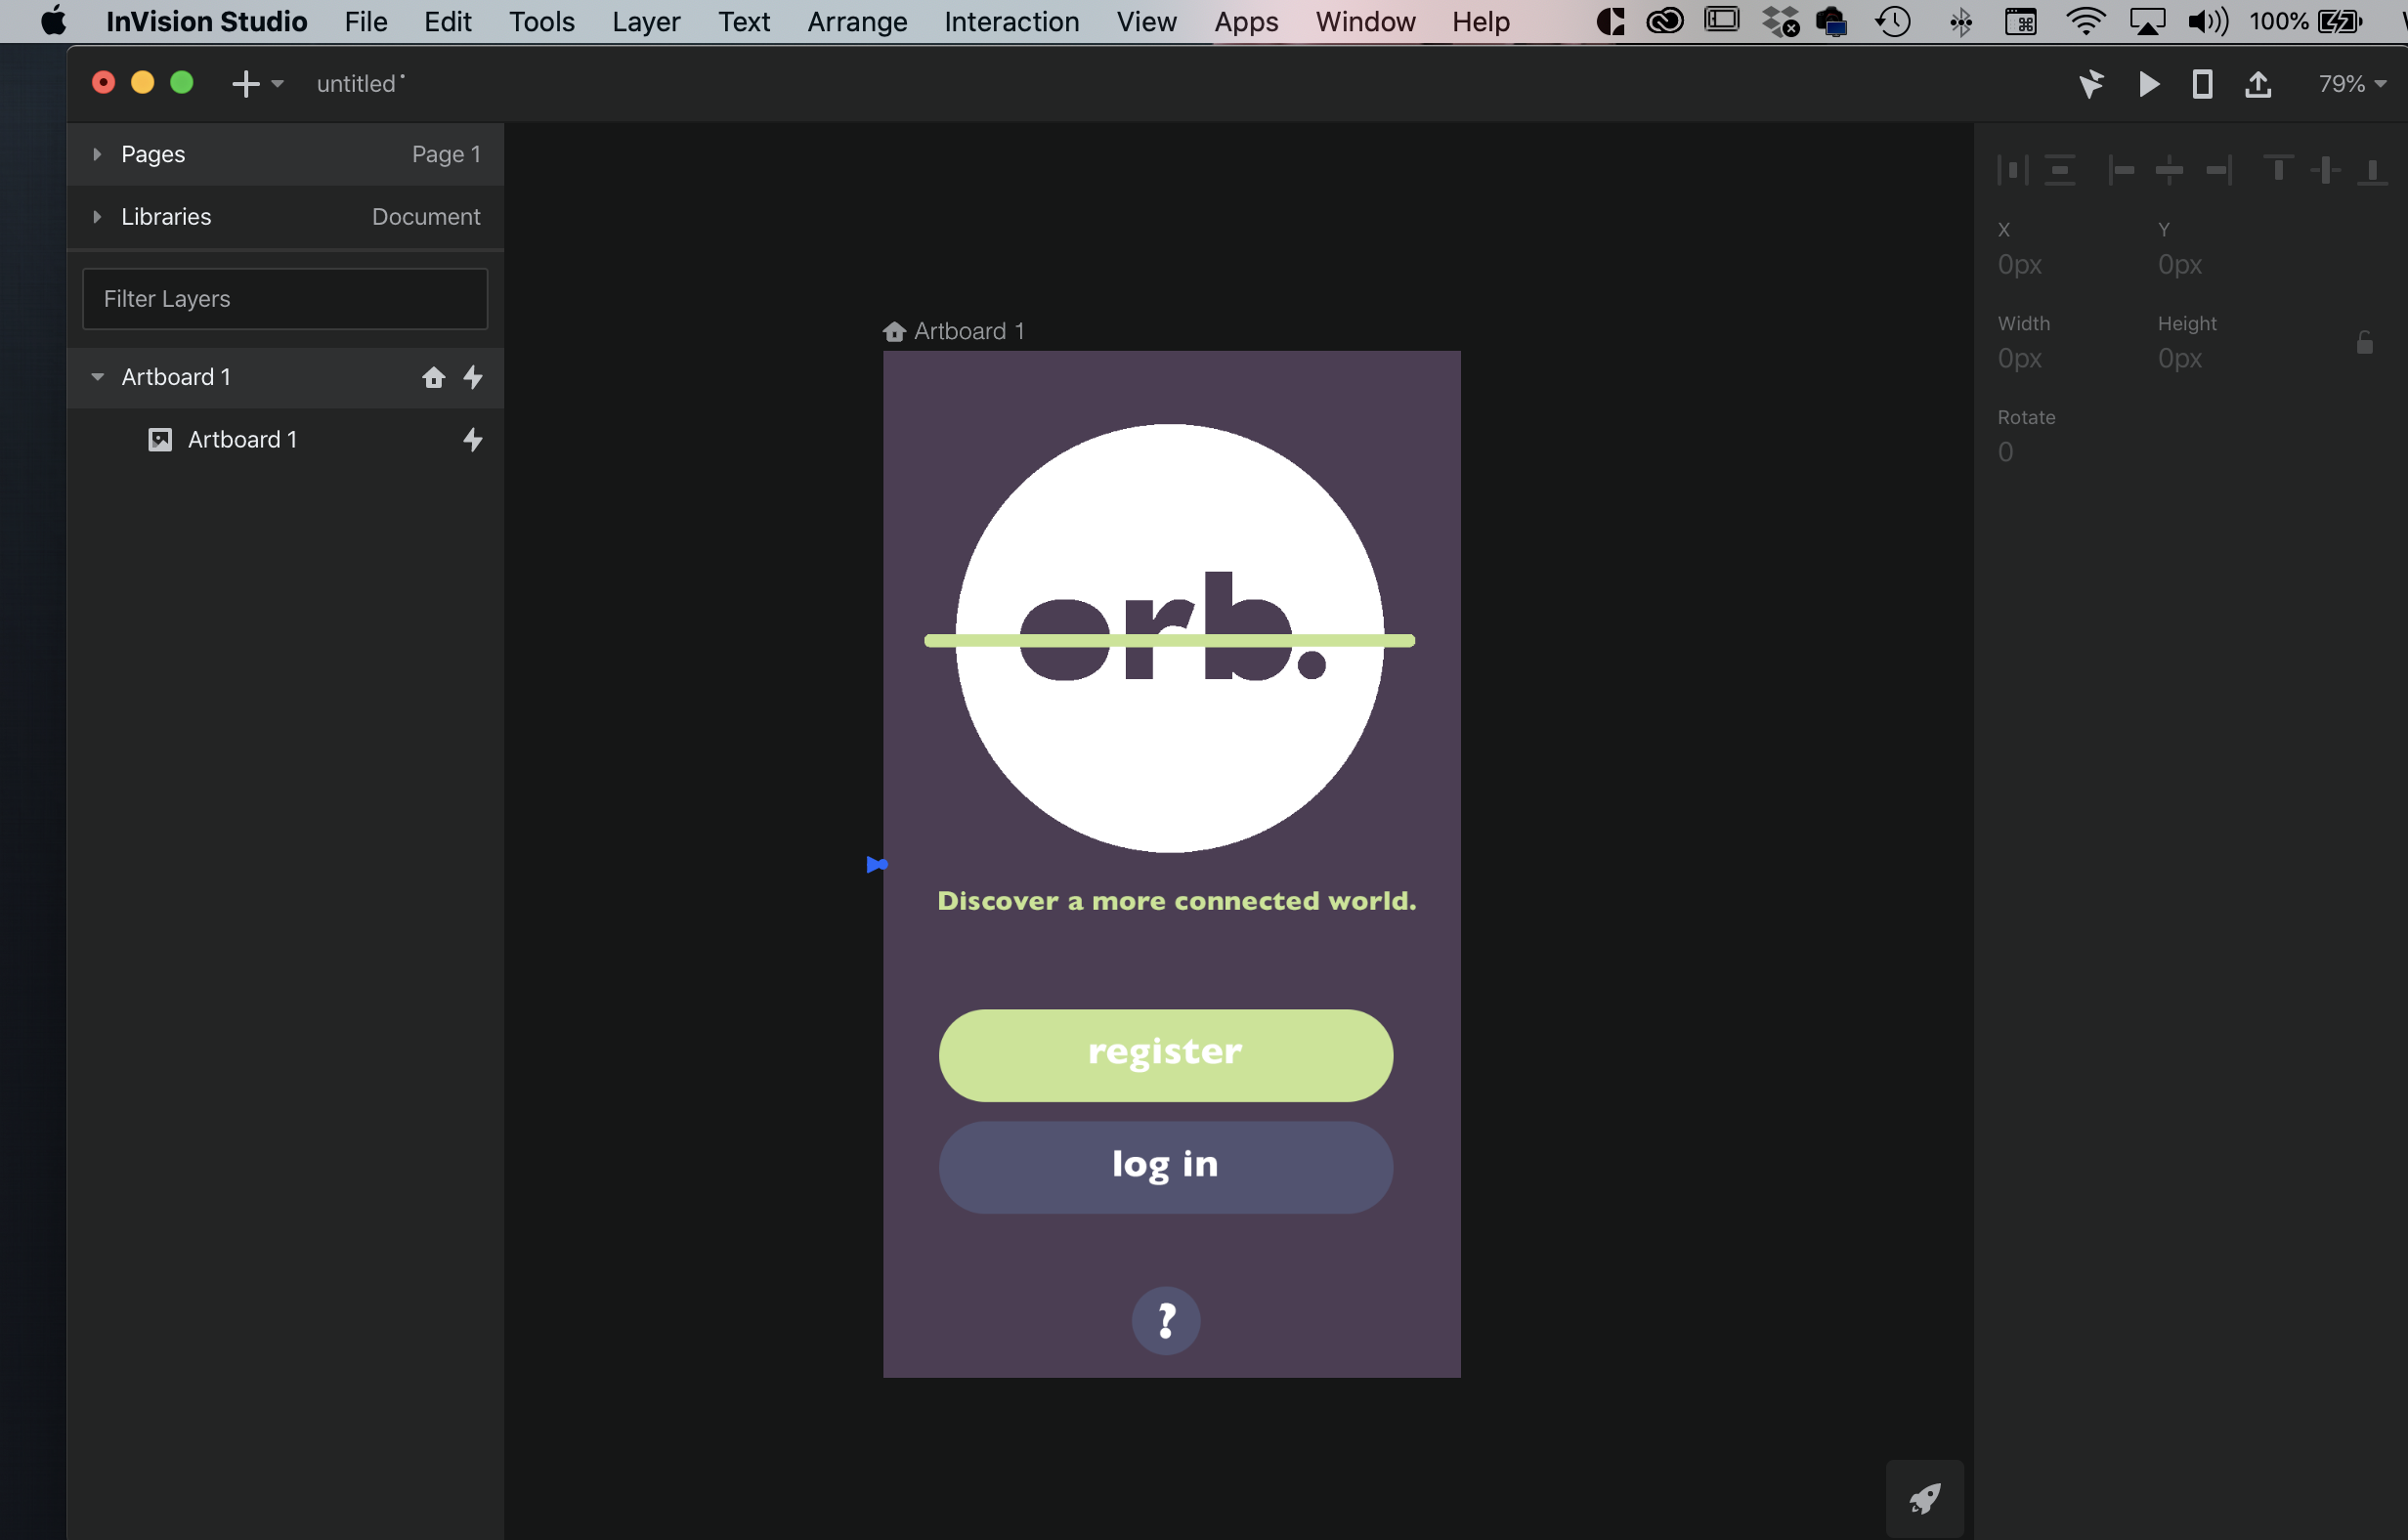 InVision Studio File Edit Tools Layer Text Arrange Interaction View Apps Window Help 100%
untitled
79%
Pages Page 1
Libraries Document
Filter Layers
Artboard 1
Artboard 1
Artboard 1
orb.
Discover a more connected world.
register
log in
?
X Y
0px 0px
Width Height
0px 0px
Rotate
0